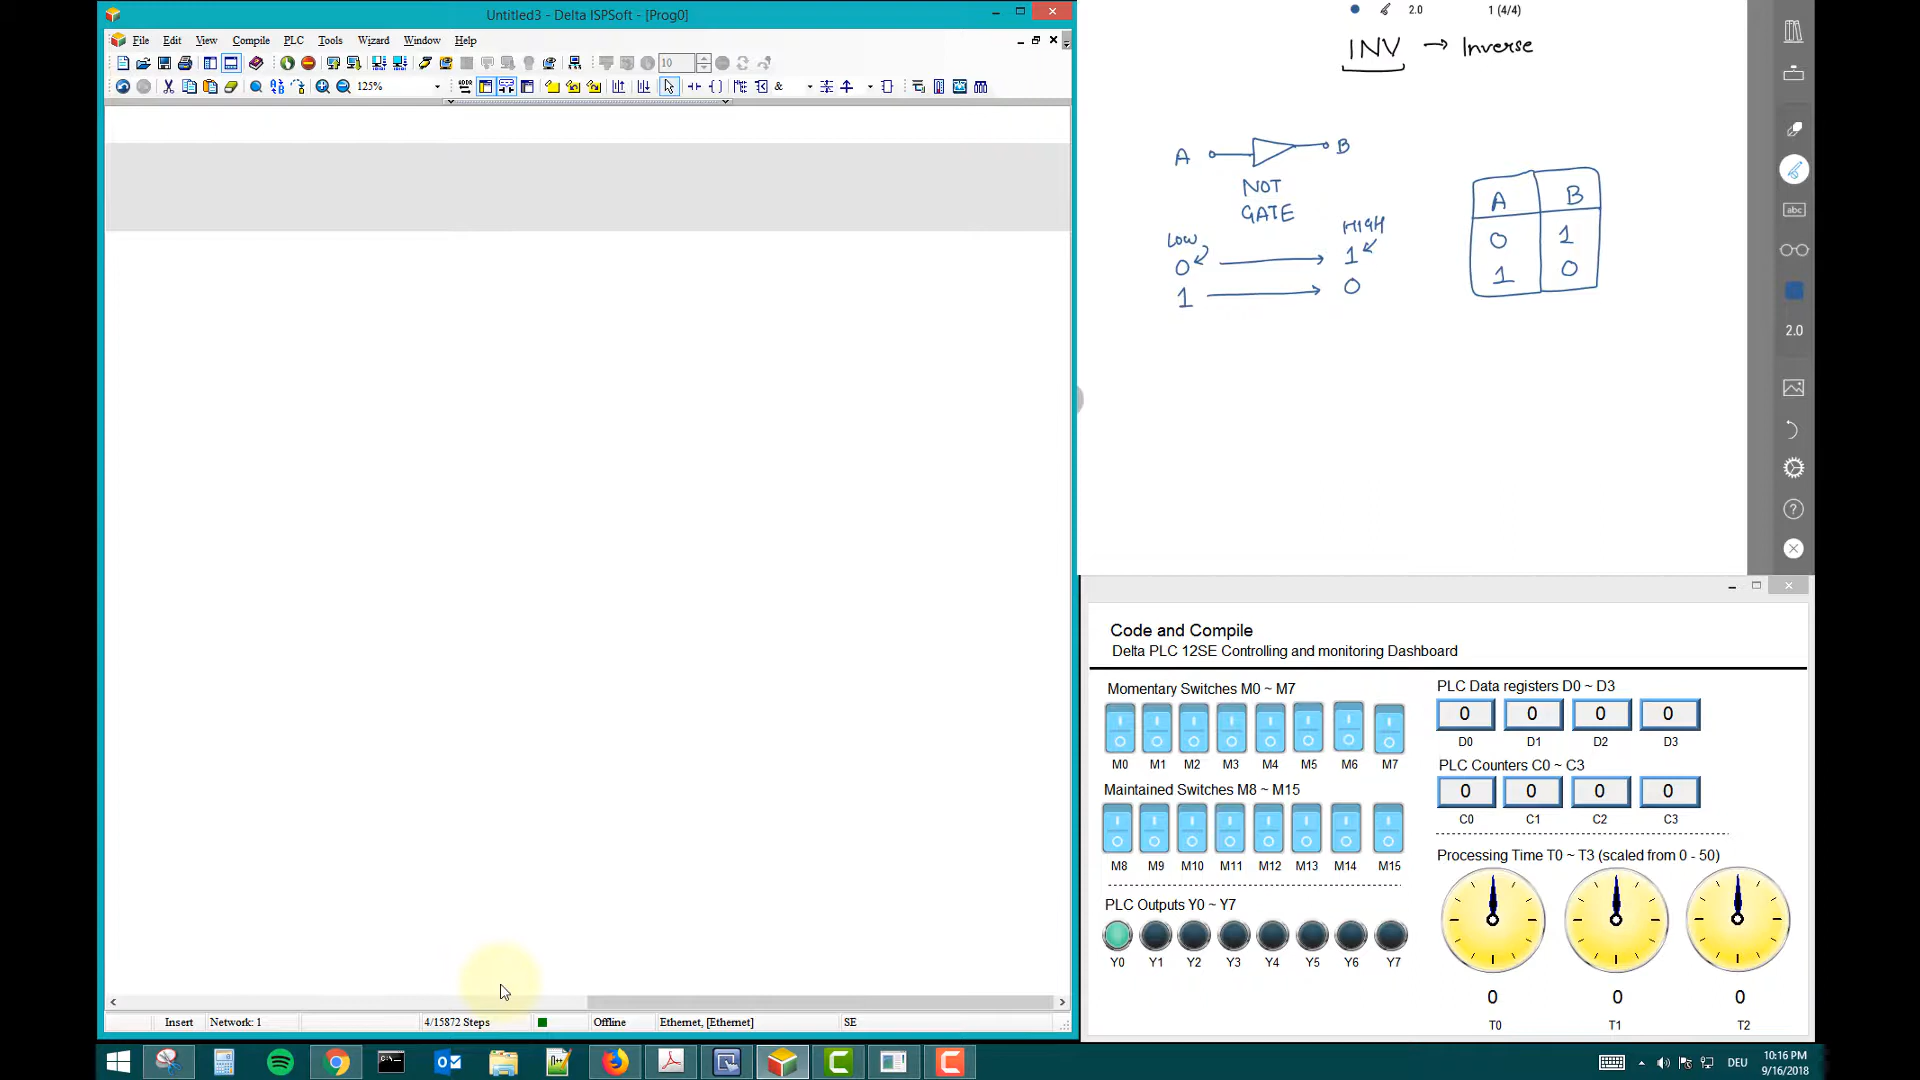 Untitled3 - Delta ISPSoft - [Prog0]
File Edit View Compile PLC Tools Wizard Window Help
10
125%
&
Insert Network: 1 4/15872 Steps Offline Ethernet, [Ethernet] SE
2.0 1 (4/4)
INV → Inverse
A B
NOT
GATE
LOW HIGH
0 → 1
1 → 0
A B
0 1
1 0
abc
2.0
Code and Compile
Delta PLC 12SE Controlling and monitoring Dashboard
Momentary Switches M0 ~ M7
M0 M1 M2 M3 M4 M5 M6 M7
Maintained Switches M8 ~ M15
M8 M9 M10 M11 M12 M13 M14 M15
PLC Outputs Y0 ~ Y7
Y0 Y1 Y2 Y3 Y4 Y5 Y6 Y7
PLC Data registers D0 ~ D3
0 0 0 0
D0 D1 D2 D3
PLC Counters C0 ~ C3
0 0 0 0
C0 C1 C2 C3
Processing Time T0 ~ T3 (scaled from 0 - 50)
0 0 0
T0 T1 T2
DEU
10:16 PM
9/16/2018